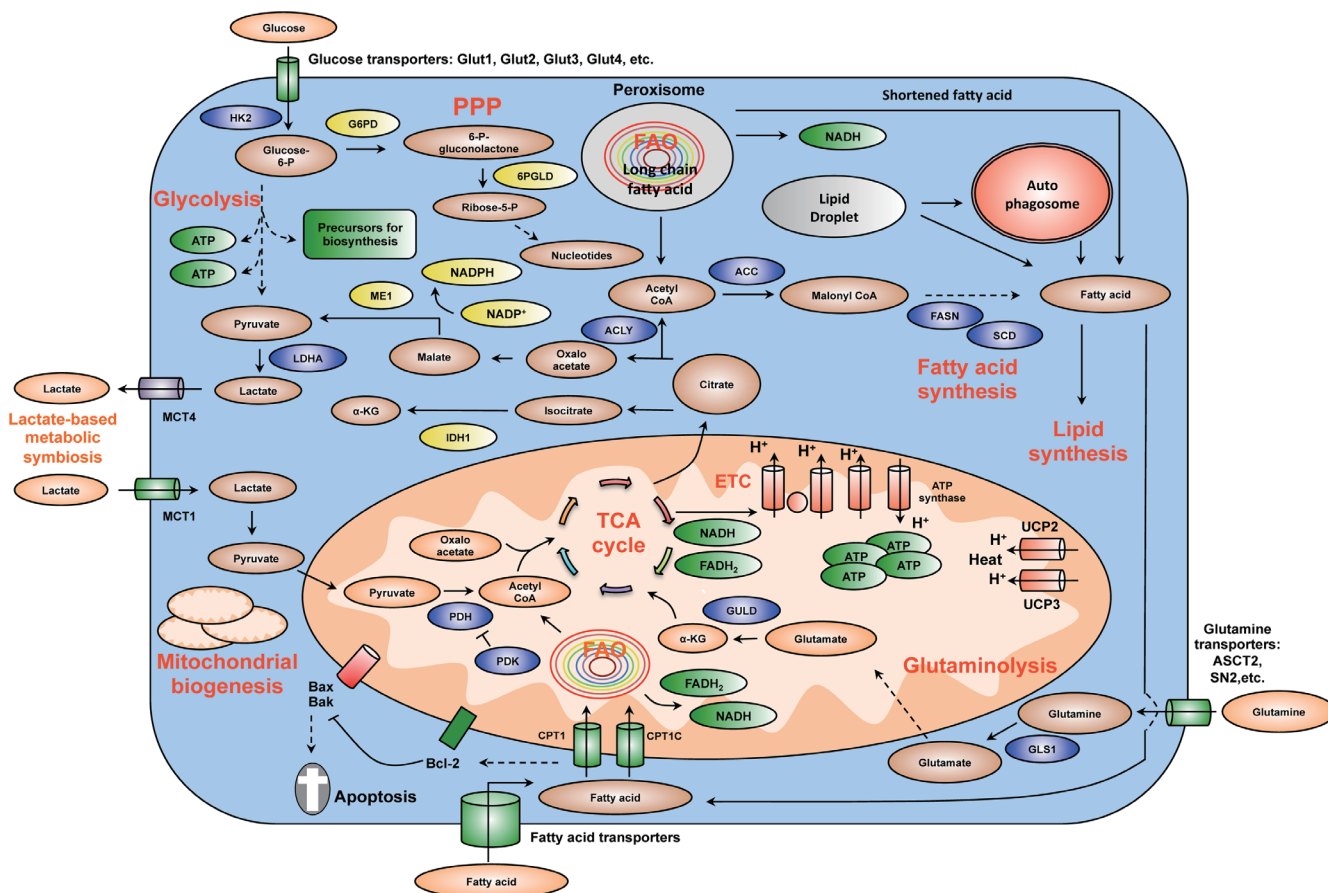 Glucose
Glucose transporters: Glut1, Glut2, Glut3, Glut4, etc.
HK2
Glucose-
6-P
G6PD
PPP
6-P-
gluconolactone
6PGLD
Ribose-5-P
Nucleotides
Glycolysis
ATP
ATP
Precursors for
biosynthesis
NADPH
NADP+
ME1
Pyruvate
LDHA
Lactate
Malate
Oxalo
acetate
ACLY
Peroxisome
FAO
Long chain
fatty acid
Shortened fatty acid
NADH
Lipid
Droplet
Auto
phagosome
Acetyl
CoA
ACC
Malonyl CoA
FASN
SCD
Fatty acid
Fatty acid
synthesis
Lipid
synthesis
Citrate
Isocitrate
α-KG
IDH1
Lactate
MCT4
Lactate-based
metabolic
symbiosis
Lactate
MCT1
Lactate
Pyruvate
Mitochondrial
biogenesis
Pyruvate
PDH
PDK
Acetyl
CoA
Oxalo
acetate
TCA
cycle
NADH
FADH2
ETC
H+
H+
H+
ATP
synthase
H+
ATP
ATP
ATP
ATP
UCP2
H+
Heat
H+
UCP3
GULD
α-KG
Glutamate
Glutaminolysis
FAO
FADH2
NADH
CPT1
CPT1C
Bax
Bak
Bcl-2
Apoptosis
Fatty acid
Fatty acid transporters
Fatty acid
Glutamine
transporters:
ASCT2,
SN2,etc.
Glutamine
Glutamine
GLS1
Glutamate